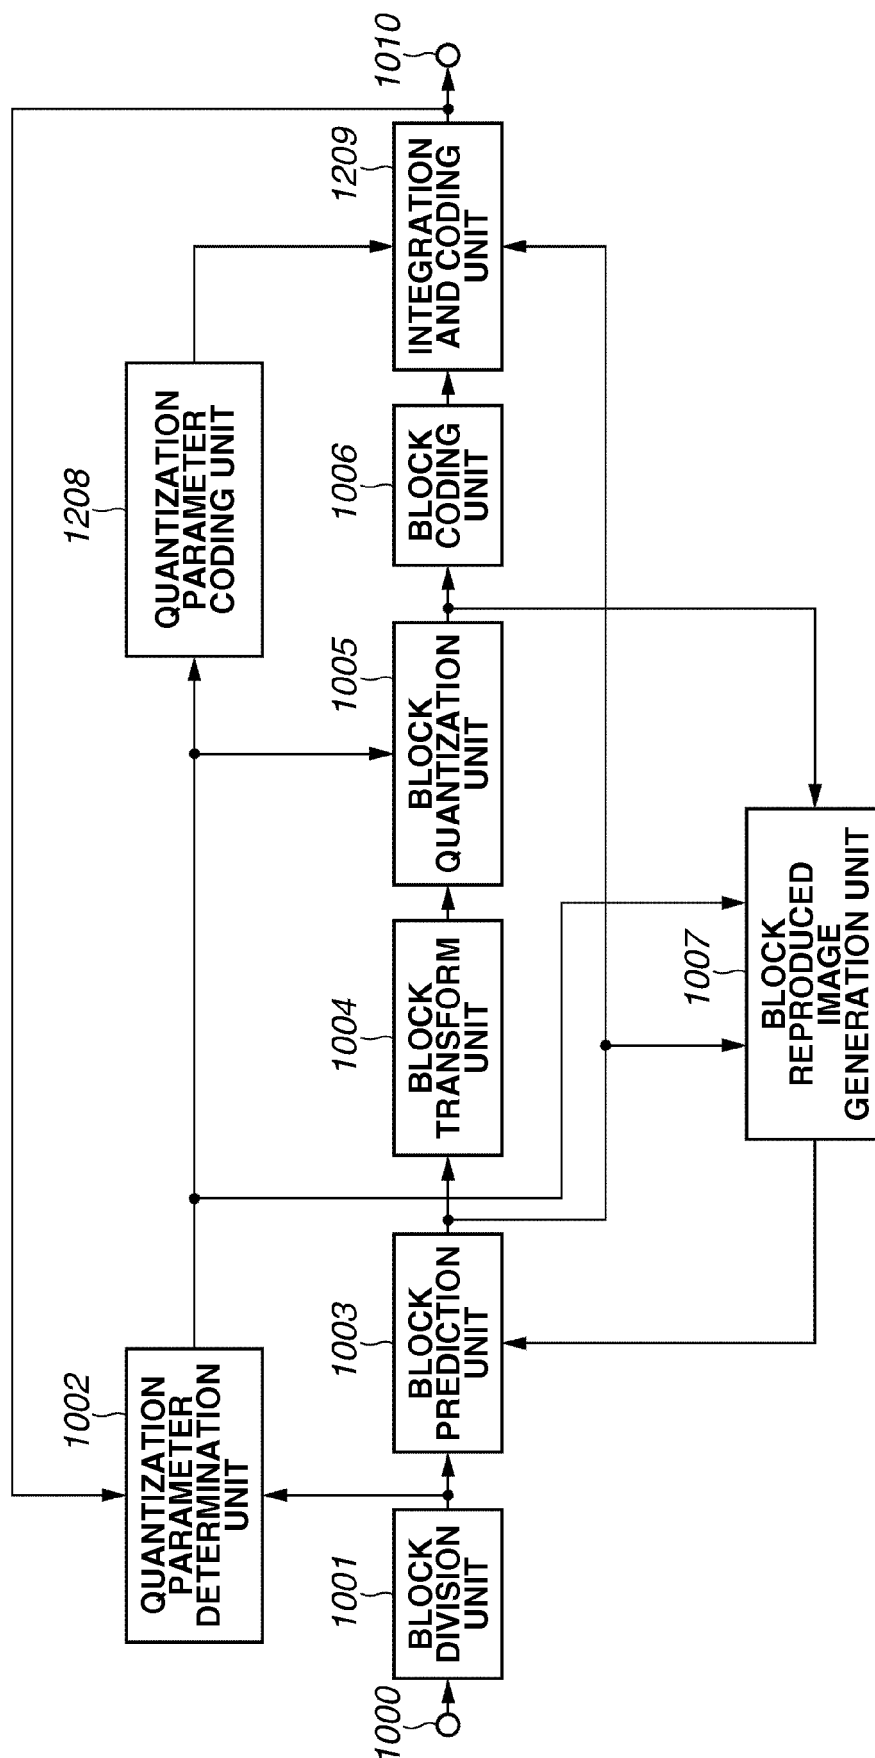 1000
1001
BLOCK
DIVISION
UNIT
1002
QUANTIZATION
PARAMETER
DETERMINATION
UNIT
1003
BLOCK
PREDICTION
UNIT
1004
BLOCK
TRANSFORM
UNIT
1005
BLOCK
QUANTIZATION
UNIT
1208
QUANTIZATION
PARAMETER
CODING UNIT
1006
BLOCK
CODING
UNIT
1209
INTEGRATION
AND CODING
UNIT
1010
1007
BLOCK
REPRODUCED
IMAGE
GENERATION UNIT